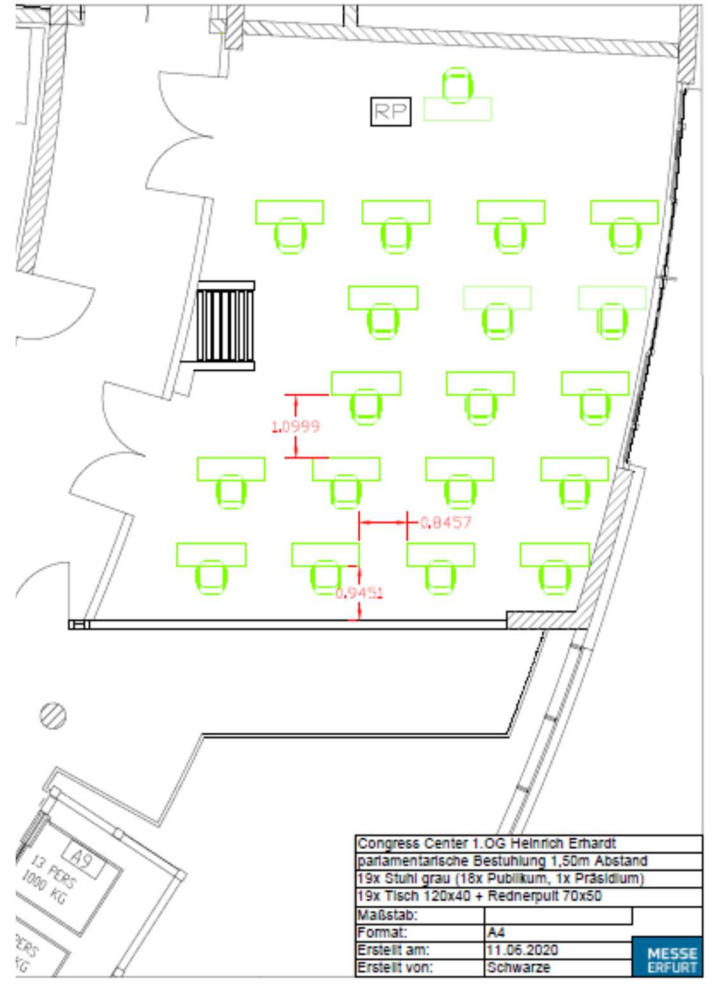 RP
1.0999
0.8457
0.9451
A9
13 PERS
1000 KG
PERS
KG
Congress Center 1.OG Heinrich Erhardt
parlamentarische Bestuhlung 1,50m Abstand
19x Stuhl grau (18x Publikum, 1x Präsidium)
19x Tisch 120x40 + Rednerpult 70x50
Maßstab:
Format: A4
Erstellt am: 11.06.2020
Erstellt von: Schwarze
MESSE
ERFURT